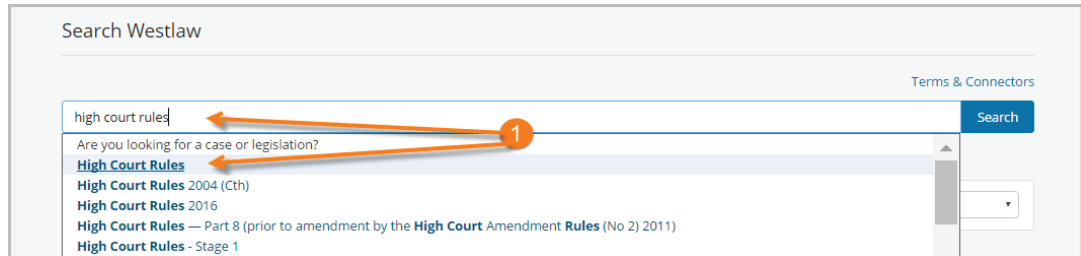 Search Westlaw
Terms & Connectors
high court rules
Search
1
Are you looking for a case or legislation?
High Court Rules
High Court Rules 2004 (Cth)
High Court Rules 2016
High Court Rules — Part 8 (prior to amendment by the High Court Amendment Rules (No 2) 2011)
High Court Rules - Stage 1